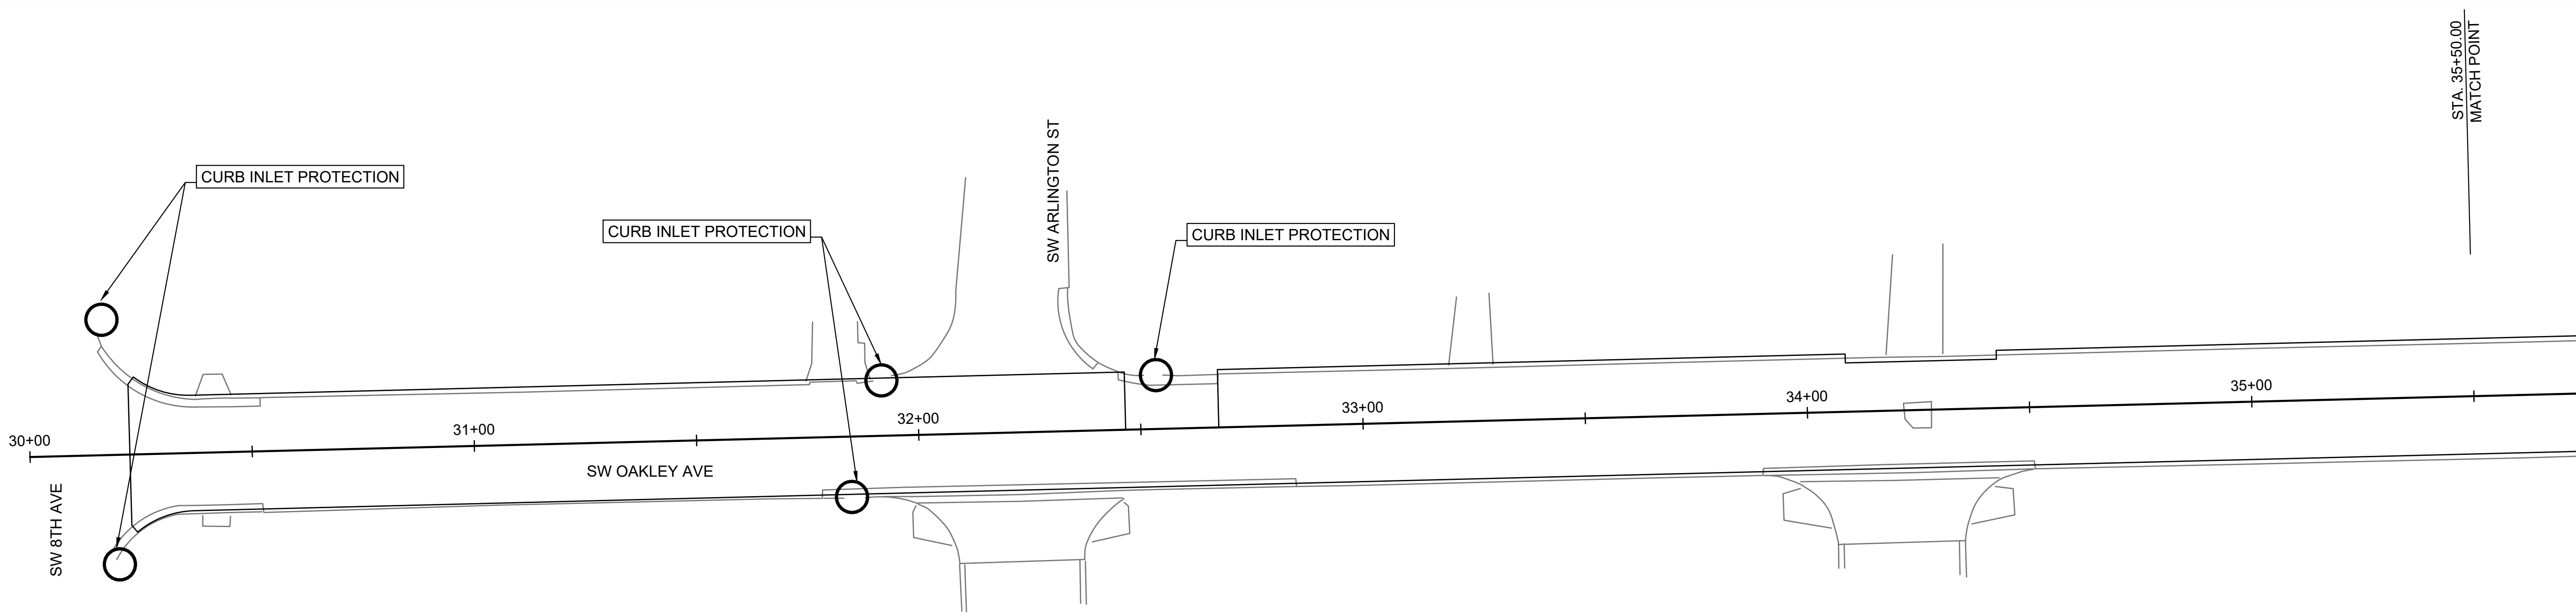 STA. 35+50.00
MATCH POINT
SW ARLINGTON ST
CURB INLET PROTECTION
CURB INLET PROTECTION
CURB INLET PROTECTION
30+00
31+00
32+00
33+00
34+00
35+00
SW OAKLEY AVE
SW 8TH AVE